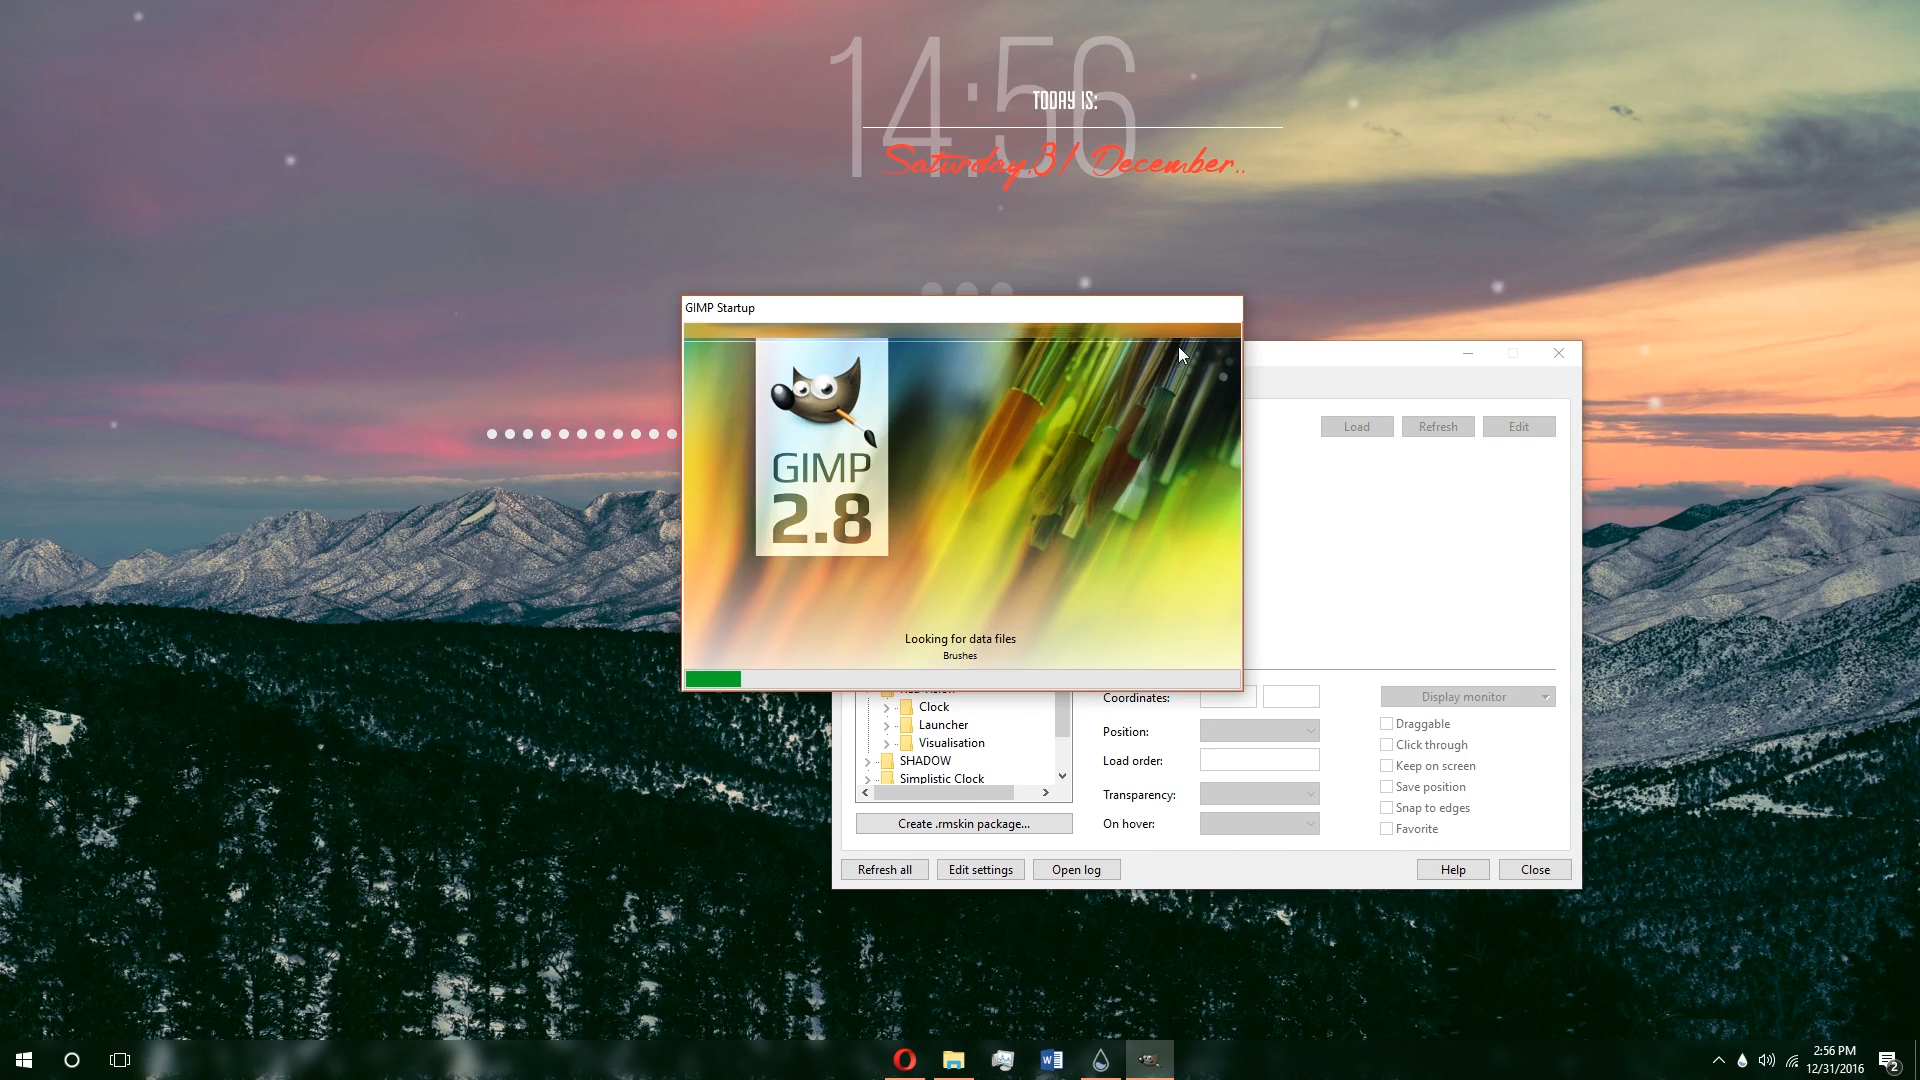 14:56
TODAY IS:
Saturday,31 December..
GIMP Startup
GIMP
2.8
Looking for data files
Brushes
Load
Refresh
Edit
Clock
Launcher
Visualisation
SHADOW
Simplistic Clock
Create .rmskin package...
Coordinates:
Position:
Load order:
Transparency:
On hover:
Display monitor
Draggable
Click through
Keep on screen
Save position
Snap to edges
Favorite
Refresh all
Edit settings
Open log
Help
Close
2:56 PM
12/31/2016
2